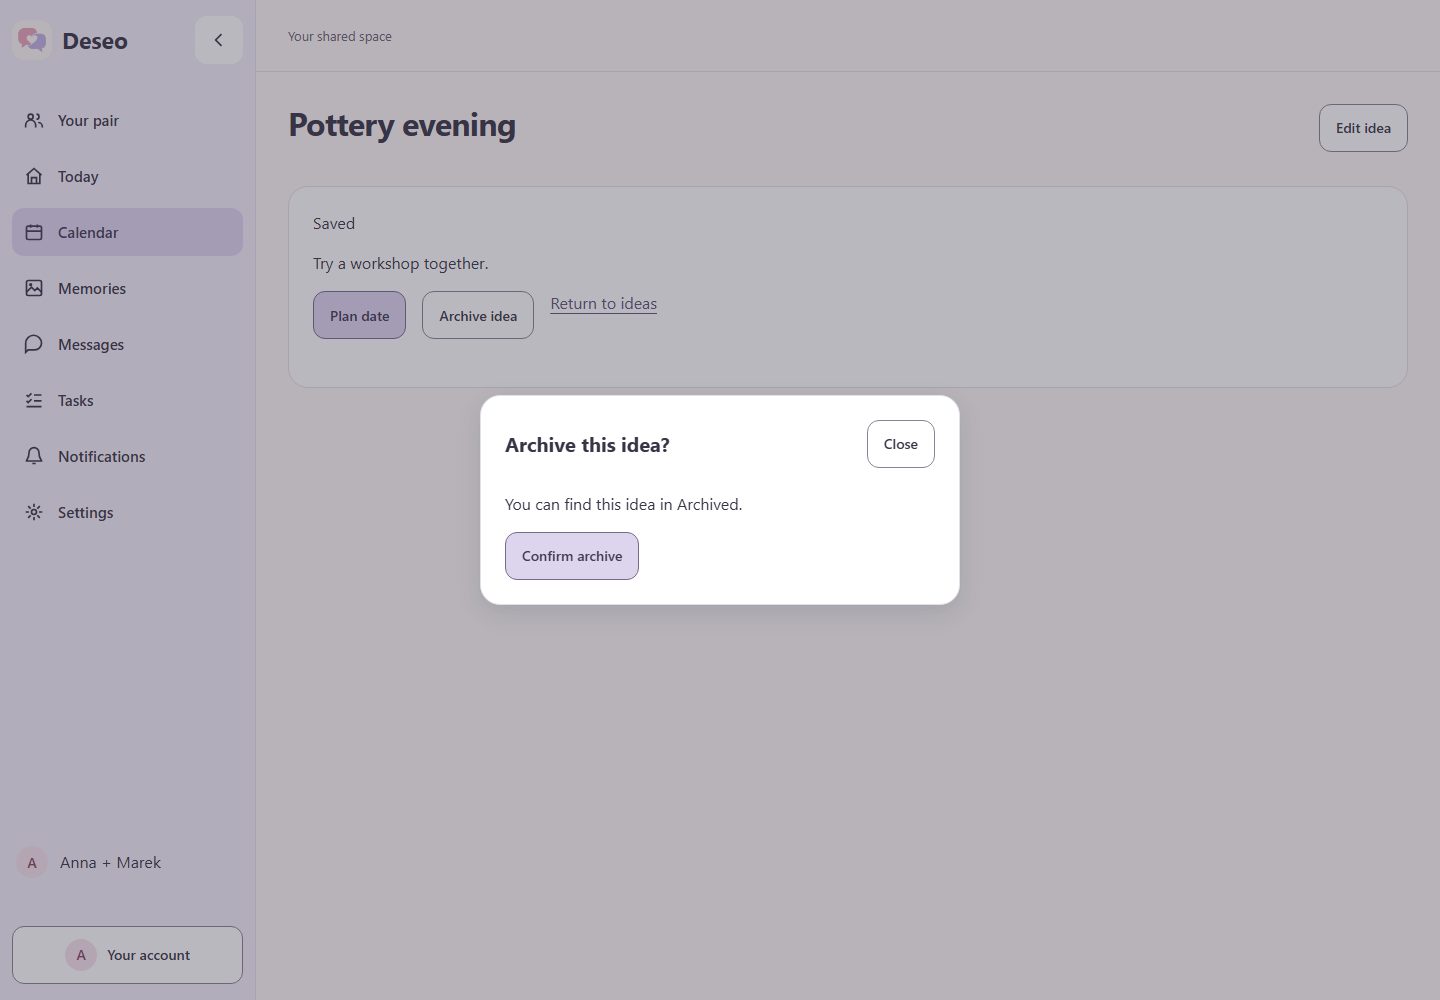 Deseo
Your pair
Today
Calendar
Memories
Messages
Tasks
Notifications
Settings
A
Anna + Marek
A
Your account
Your shared space
Pottery evening
Edit idea
Saved
Try a workshop together.
Plan date
Archive idea
Return to ideas
Archive this idea?
Close
You can find this idea in Archived.
Confirm archive